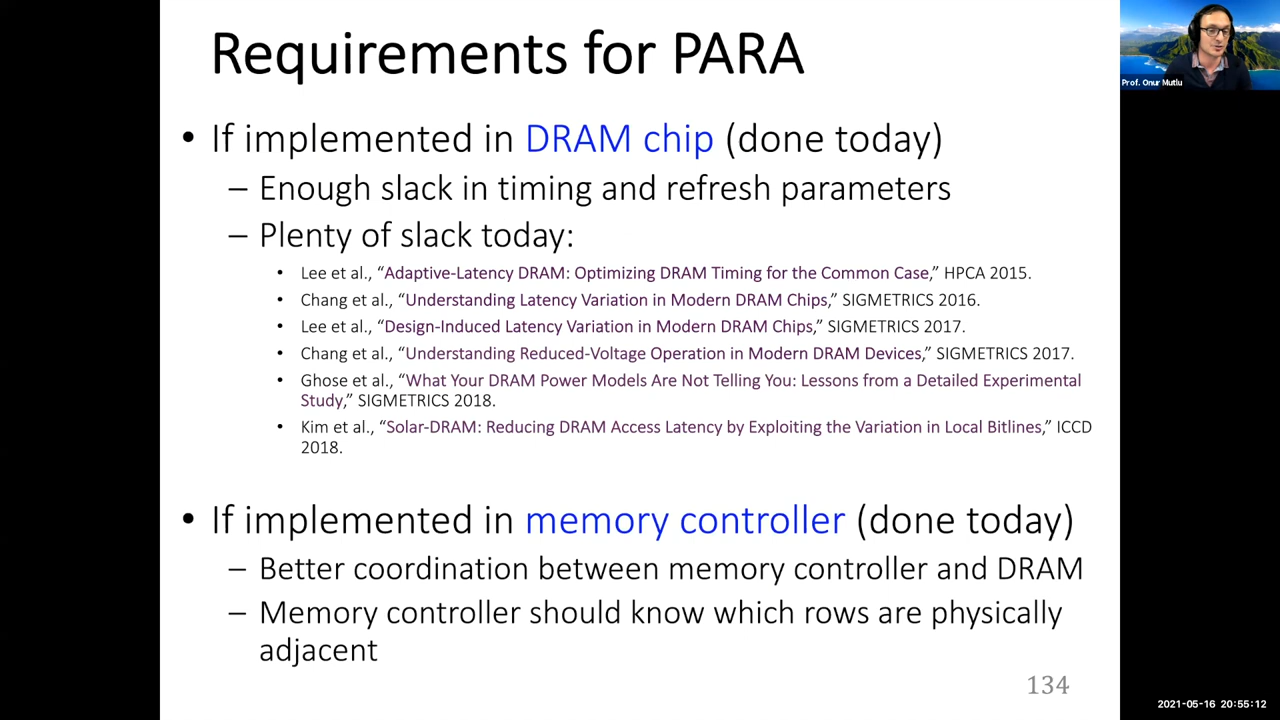 Requirements for PARA
Prof. Onur Mutlu
• If implemented in DRAM chip (done today)
– Enough slack in timing and refresh parameters
– Plenty of slack today:
• Lee et al., “Adaptive-Latency DRAM: Optimizing DRAM Timing for the Common Case,” HPCA 2015.
• Chang et al., “Understanding Latency Variation in Modern DRAM Chips,” SIGMETRICS 2016.
• Lee et al., “Design-Induced Latency Variation in Modern DRAM Chips,” SIGMETRICS 2017.
• Chang et al., “Understanding Reduced-Voltage Operation in Modern DRAM Devices,” SIGMETRICS 2017.
• Ghose et al., “What Your DRAM Power Models Are Not Telling You: Lessons from a Detailed Experimental
Study,” SIGMETRICS 2018.
• Kim et al., “Solar-DRAM: Reducing DRAM Access Latency by Exploiting the Variation in Local Bitlines,” ICCD
2018.
• If implemented in memory controller (done today)
– Better coordination between memory controller and DRAM
– Memory controller should know which rows are physically
adjacent
134
2021-05-16 20:55:12